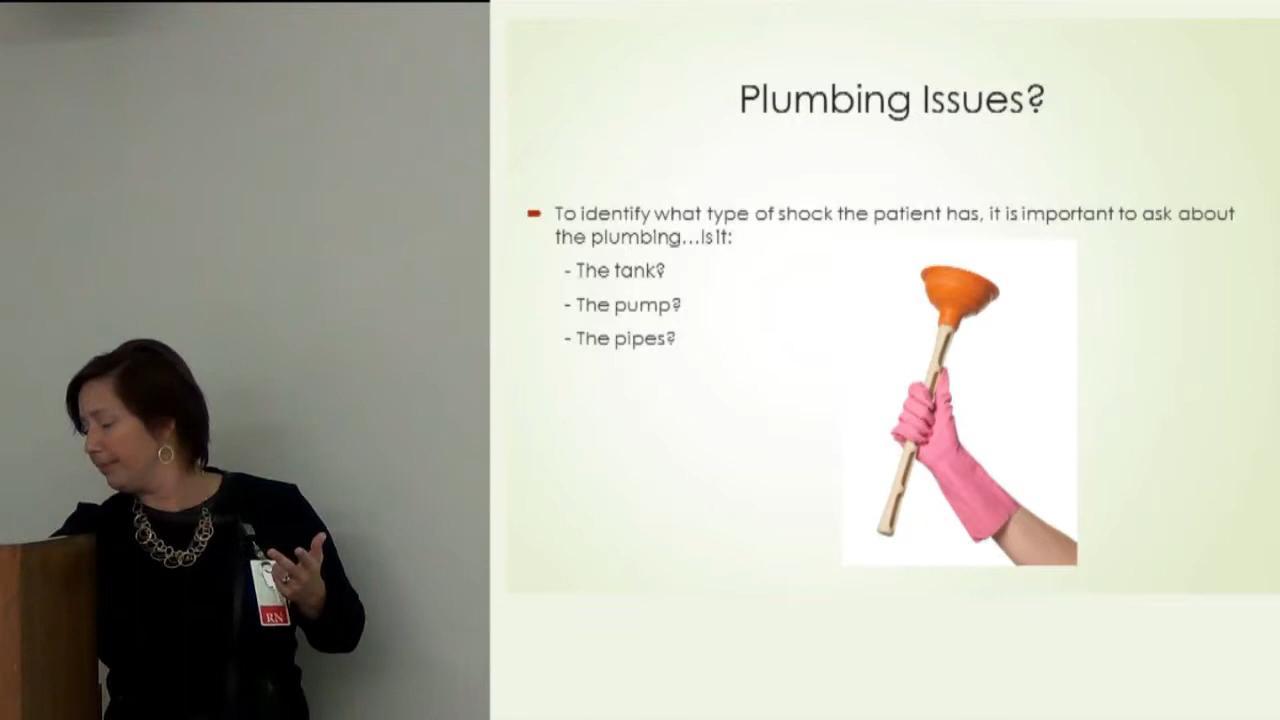 Plumbing Issues?
To identify what type of shock the patient has, it is important to ask about
the plumbing...is it:
- The tank?
- The pump?
- The pipes?
RN